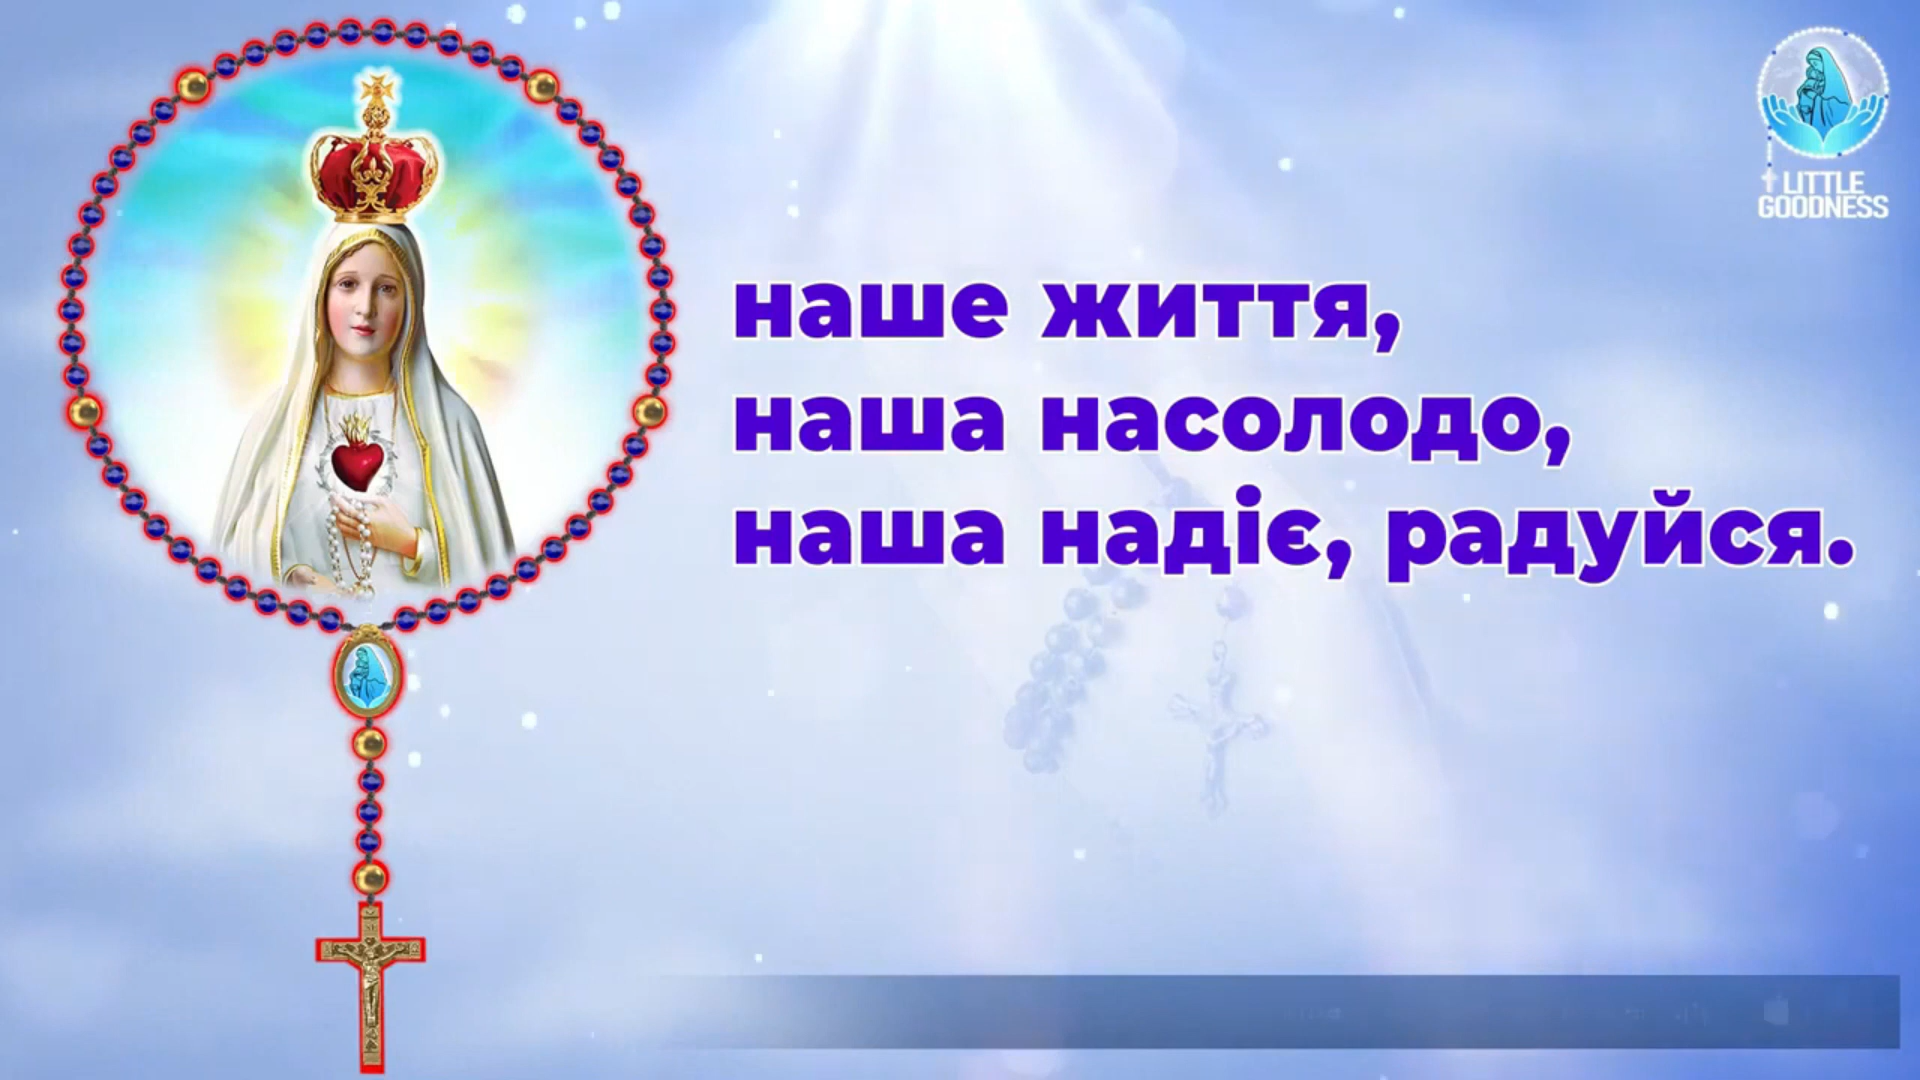 LITTLE
GOODNESS
наше життя,
наша насолодо,
наша надіє, радуйся.